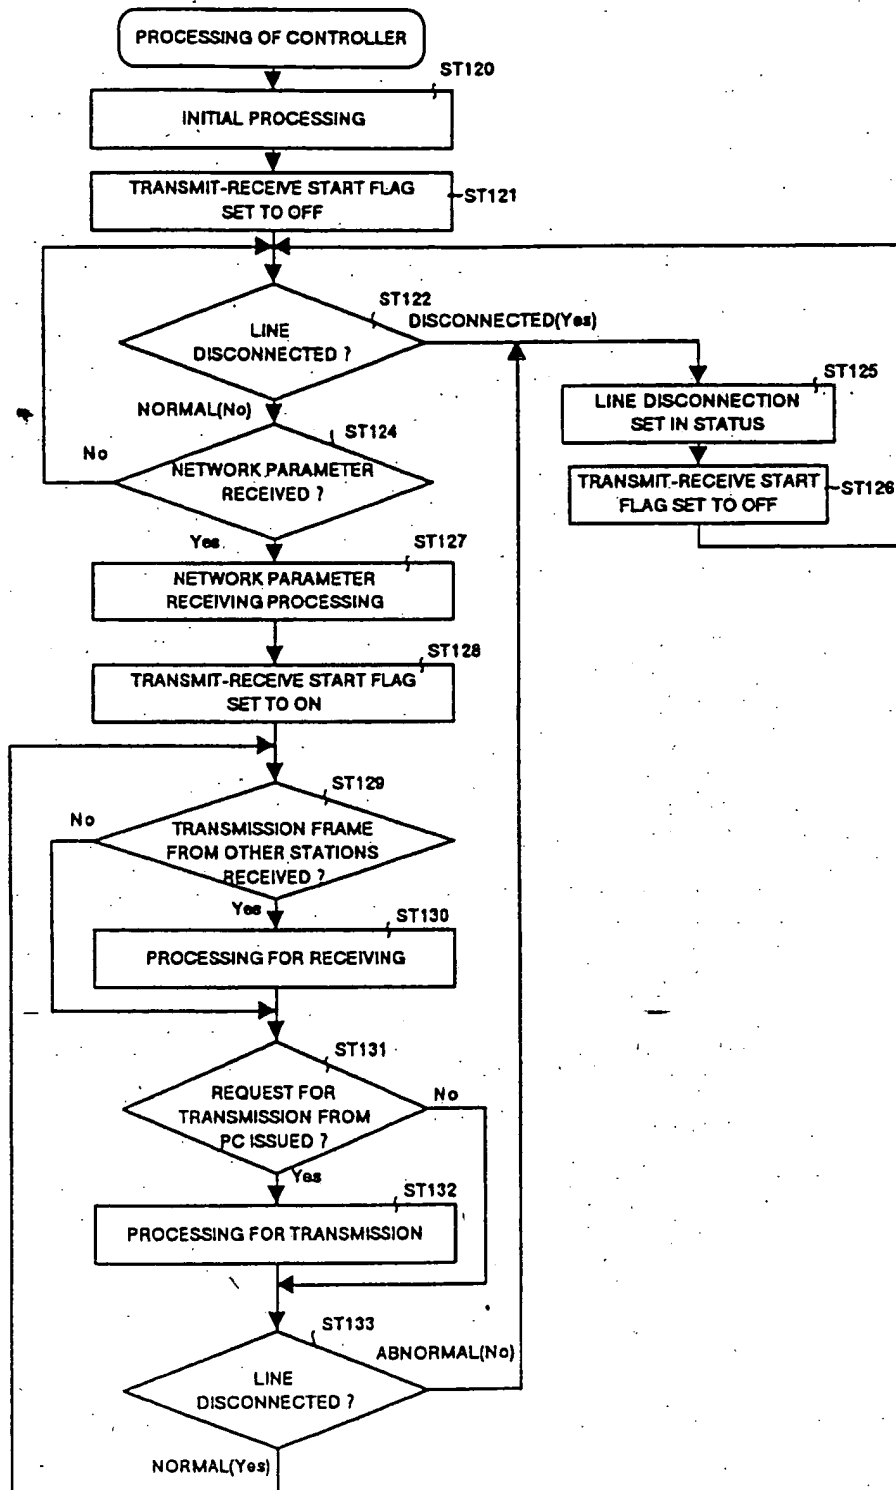 PROCESSING OF CONTROLLER
ST120
INITIAL PROCESSING
TRANSMIT-RECEIVE START FLAG
SET TO OFF
ST121
ST122
LINE
DISCONNECTED ?
DISCONNECTED(Yes)
NORMAL(No)
ST125
LINE DISCONNECTION
SET IN STATUS
ST124
No
NETWORK PARAMETER
RECEIVED ?
TRANSMIT-RECEIVE START
FLAG SET TO OFF
ST126
Yes
ST127
NETWORK PARAMETER
RECEIVING PROCESSING
ST128
TRANSMIT-RECEIVE START FLAG
SET TO ON
ST129
No
TRANSMISSION FRAME
FROM OTHER STATIONS
RECEIVED ?
Yes
ST130
PROCESSING FOR RECEIVING
ST131
REQUEST FOR
TRANSMISSION FROM
PC ISSUED ?
No
Yes
ST132
PROCESSING FOR TRANSMISSION
ST133
LINE
DISCONNECTED ?
ABNORMAL(No)
NORMAL(Yes)